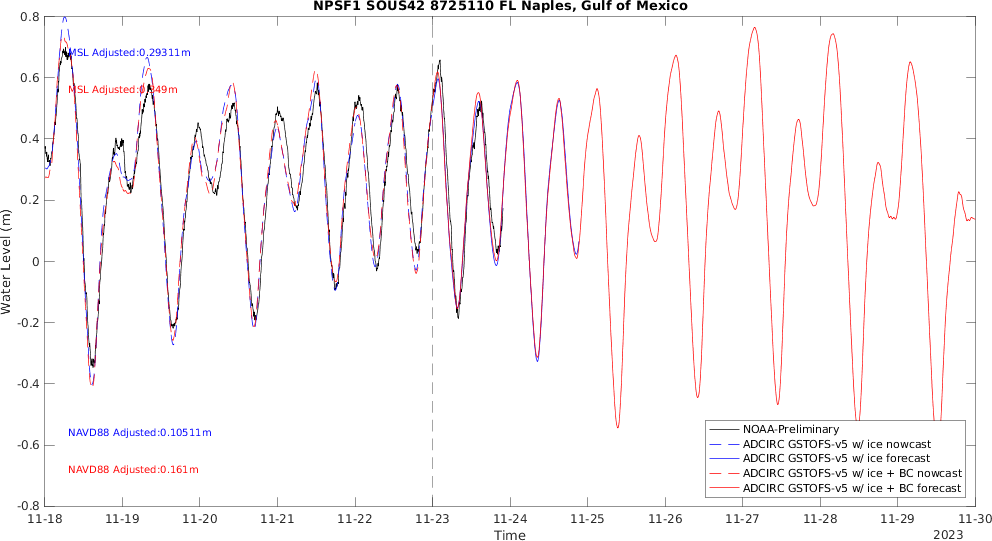 NPSF1 SOUS42 8725110 FL Naples, Gulf of Mexico
0.8
MSL Adjusted:0.29311m
0.6
MSL Adjusted:0.349m
0.4
0.2
Water Level (m)
0
-0.2
-0.4
NAVD88 Adjusted:0.10511m
-0.6
NAVD88 Adjusted:0.161m
-0.8
NOAA-Preliminary
ADCIRC GSTOFS-v5 w/ ice nowcast
ADCIRC GSTOFS-v5 w/ ice forecast
ADCIRC GSTOFS-v5 w/ ice + BC nowcast
ADCIRC GSTOFS-v5 w/ ice + BC forecast
11-18 11-19 11-20 11-21 11-22 11-23 11-24 11-25 11-26 11-27 11-28 11-29 11-30
Time
2023